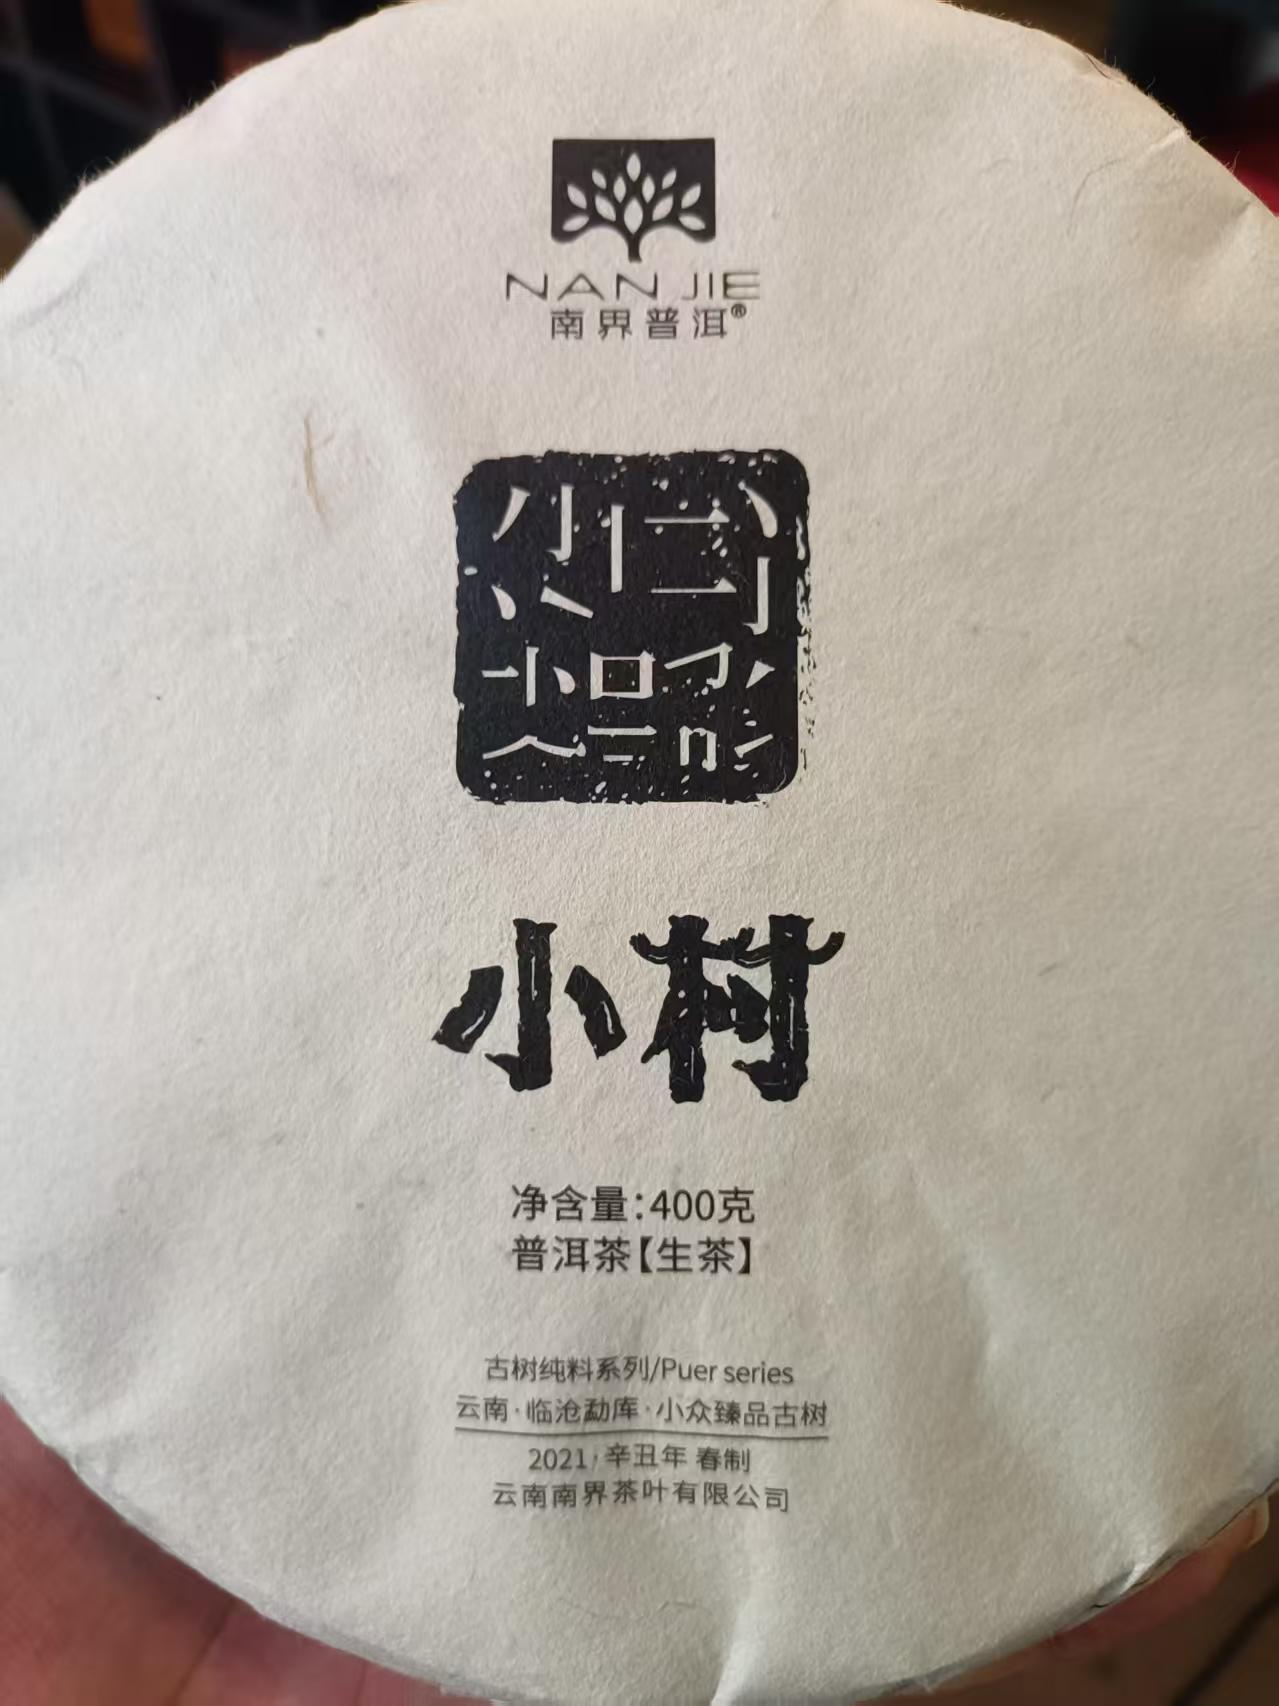 NAN JIE
南界普洱®
小村
净含量:400克
普洱茶【生茶】
古树纯料系列/Puer series
云南·临沧勐库·小众臻品古树
2021/辛丑年 春制
云南南界茶叶有限公司